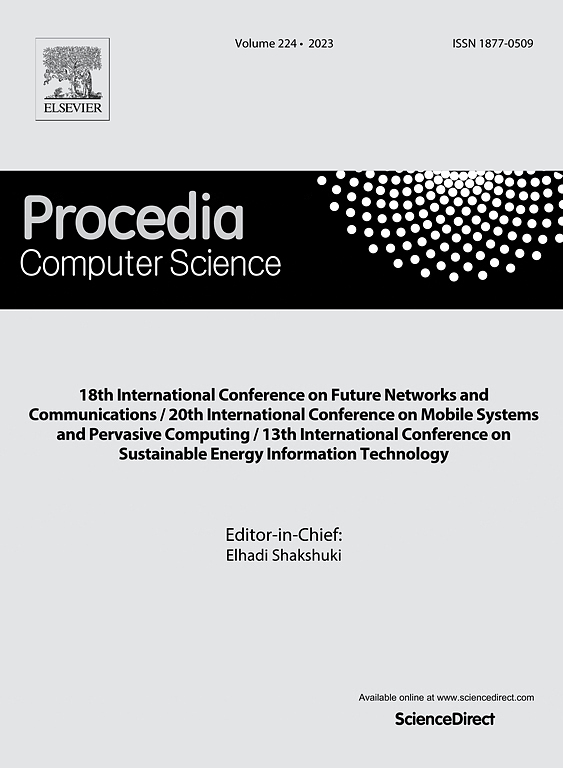 Volume 224 • 2023
ISSN 1877-0509
ELSEVIER
Procedia
Computer Science
18th International Conference on Future Networks and
Communications / 20th International Conference on Mobile Systems
and Pervasive Computing / 13th International Conference on
Sustainable Energy Information Technology
Editor-in-Chief:
Elhadi Shakshuki
Available online at www.sciencedirect.com
ScienceDirect